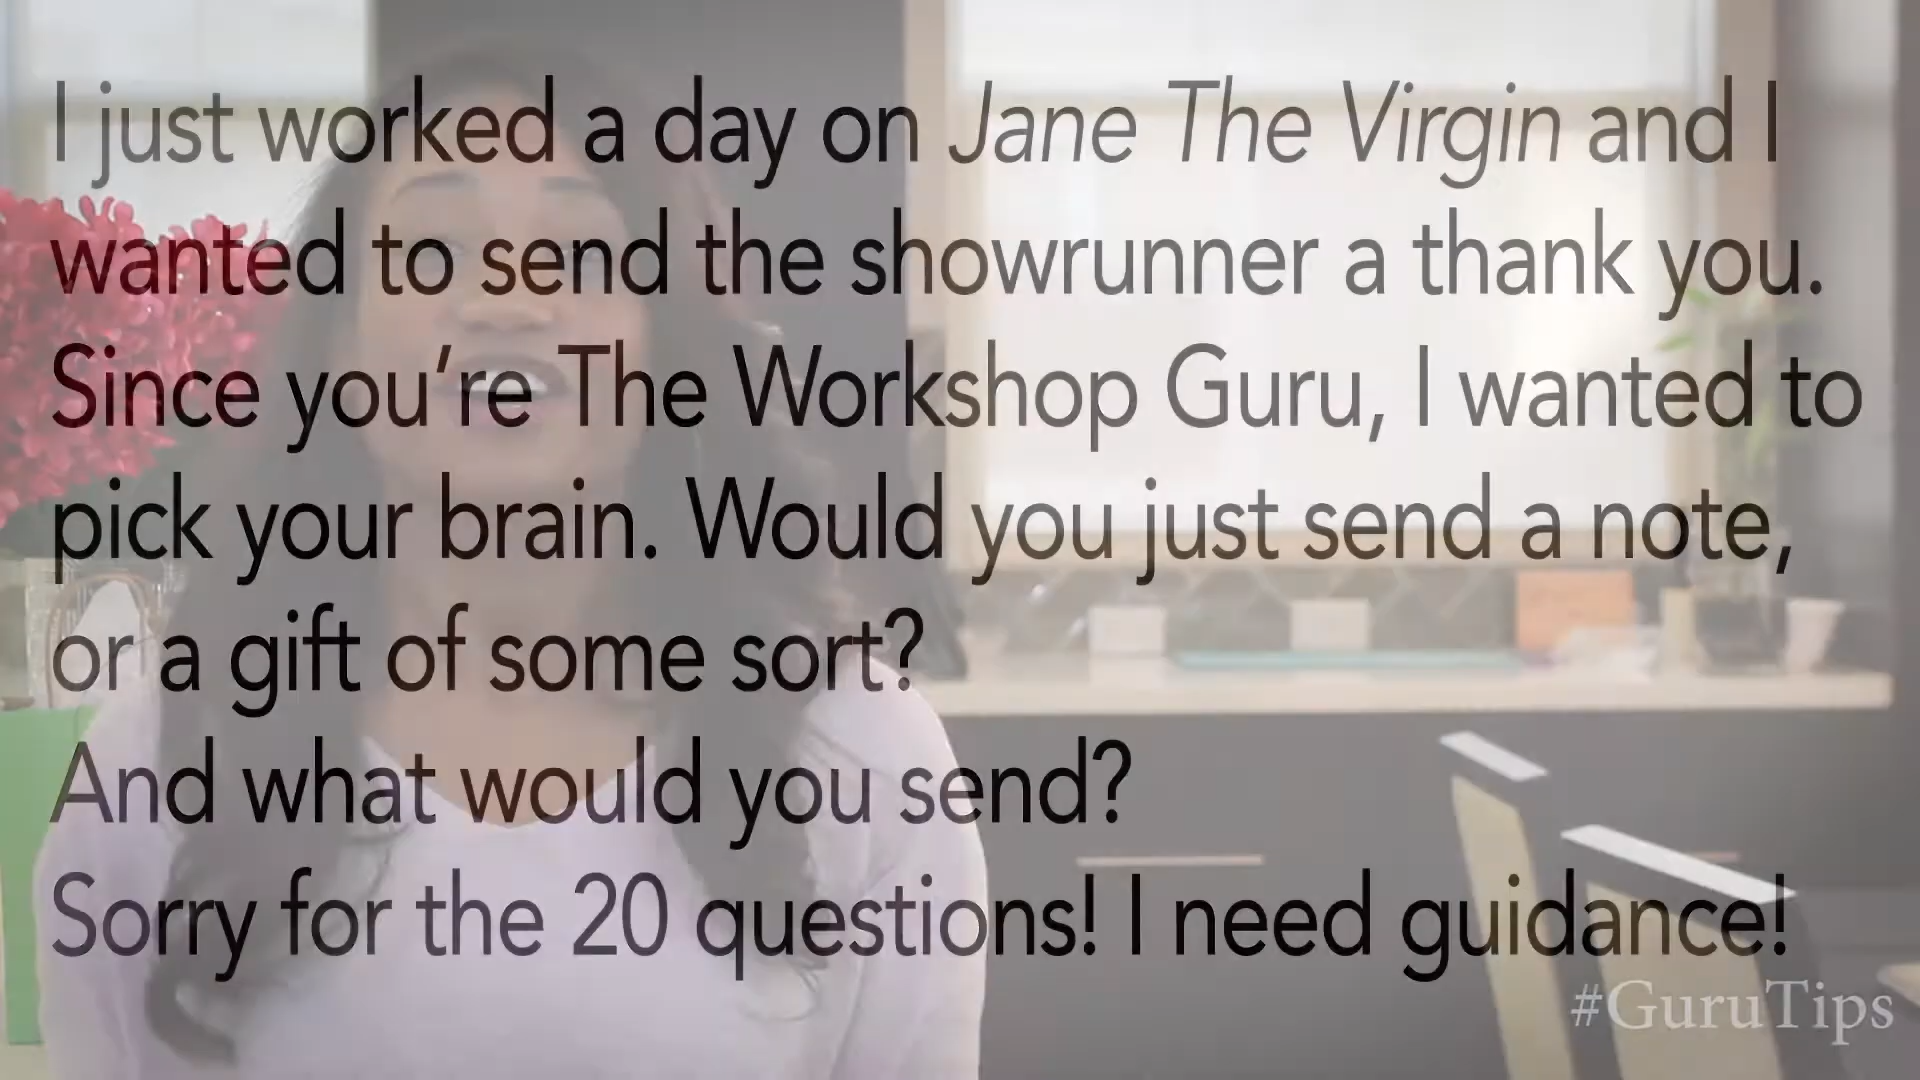 I just worked a day on Jane The Virgin and I
wanted to send the showrunner a thank you.
Since you're The Workshop Guru, I wanted to
pick your brain. Would you just send a note,
or a gift of some sort?
And what would you send?
Sorry for the 20 questions! I need guidance!
#GuruTips